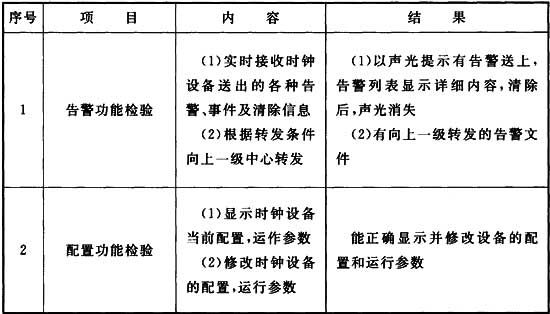 序号 项目 内容 结果
1 告警功能检验
(1)实时接收时钟
设备送出的各种告
警、事件及清除信息
(2)根据转发条件
向上一级中心转发
(1)以声光提示有告警送上,
告警列表显示详细内容,清除
后,声光消失
(2)有向上一级转发的告警文
件
2 配置功能检验
(1)显示时钟设备
当前配置,运作参数
(2)修改时钟设备
的配置,运行参数
能正确显示并修改设备的配
置和运行参数